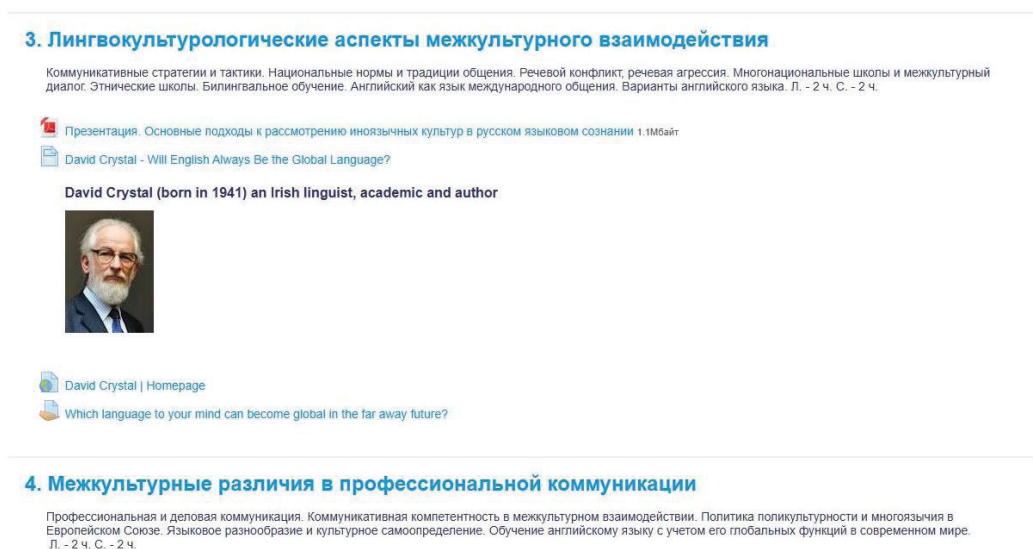 3. Лингвокультурологические аспекты межкультурного взаимодействия
Коммуникативные стратегии и тактики. Национальные нормы и традиции общения. Речевой конфликт, речевая агрессия. Многонациональные школы и межкультурный
диалог. Этнические школы. Билингвальное обучение. Английский как язык международного общения. Варианты английского языка. Л. - 2 ч. С. - 2 ч.
Презентация. Основные подходы к рассмотрению иноязычных культур в русском языковом сознании 1.1Мбайт
David Crystal - Will English Always Be the Global Language?
David Crystal (born in 1941) an Irish linguist, academic and author
David Crystal | Homepage
Which language to your mind can become global in the far away future?
4. Межкультурные различия в профессиональной коммуникации
Профессиональная и деловая коммуникация. Коммуникативная компетентность в межкультурном взаимодействии. Политика поликультурности и многоязычия в
Европейском Союзе. Языковое разнообразие и культурное самоопределение. Обучение английскому языку с учетом его глобальных функций в современном мире.
Л. - 2 ч. С. - 2 ч.